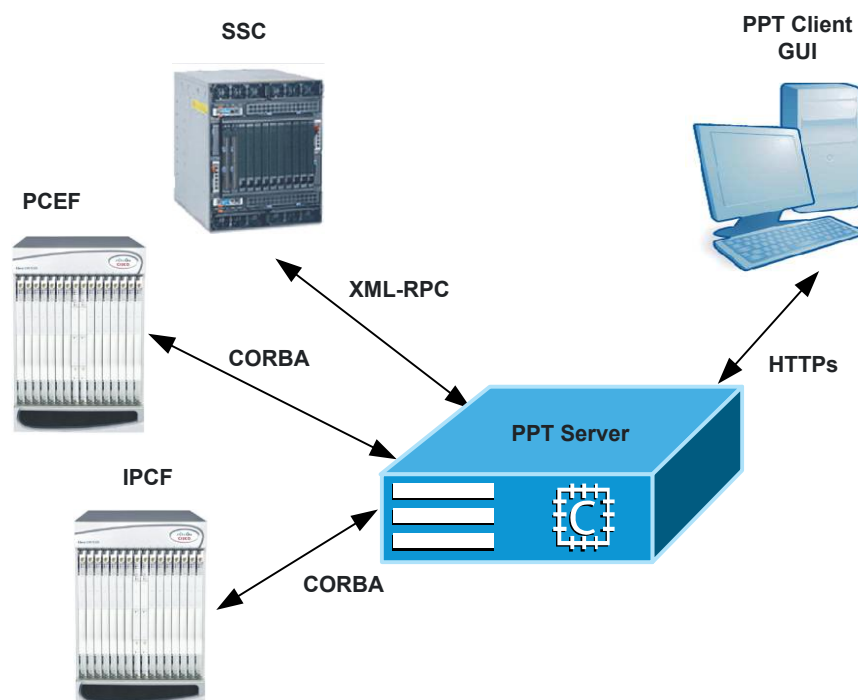 SSC
PPT Client
GUI
PCEF
XML-RPC
CORBA
HTTPs
PPT Server
IPCF
CORBA
C